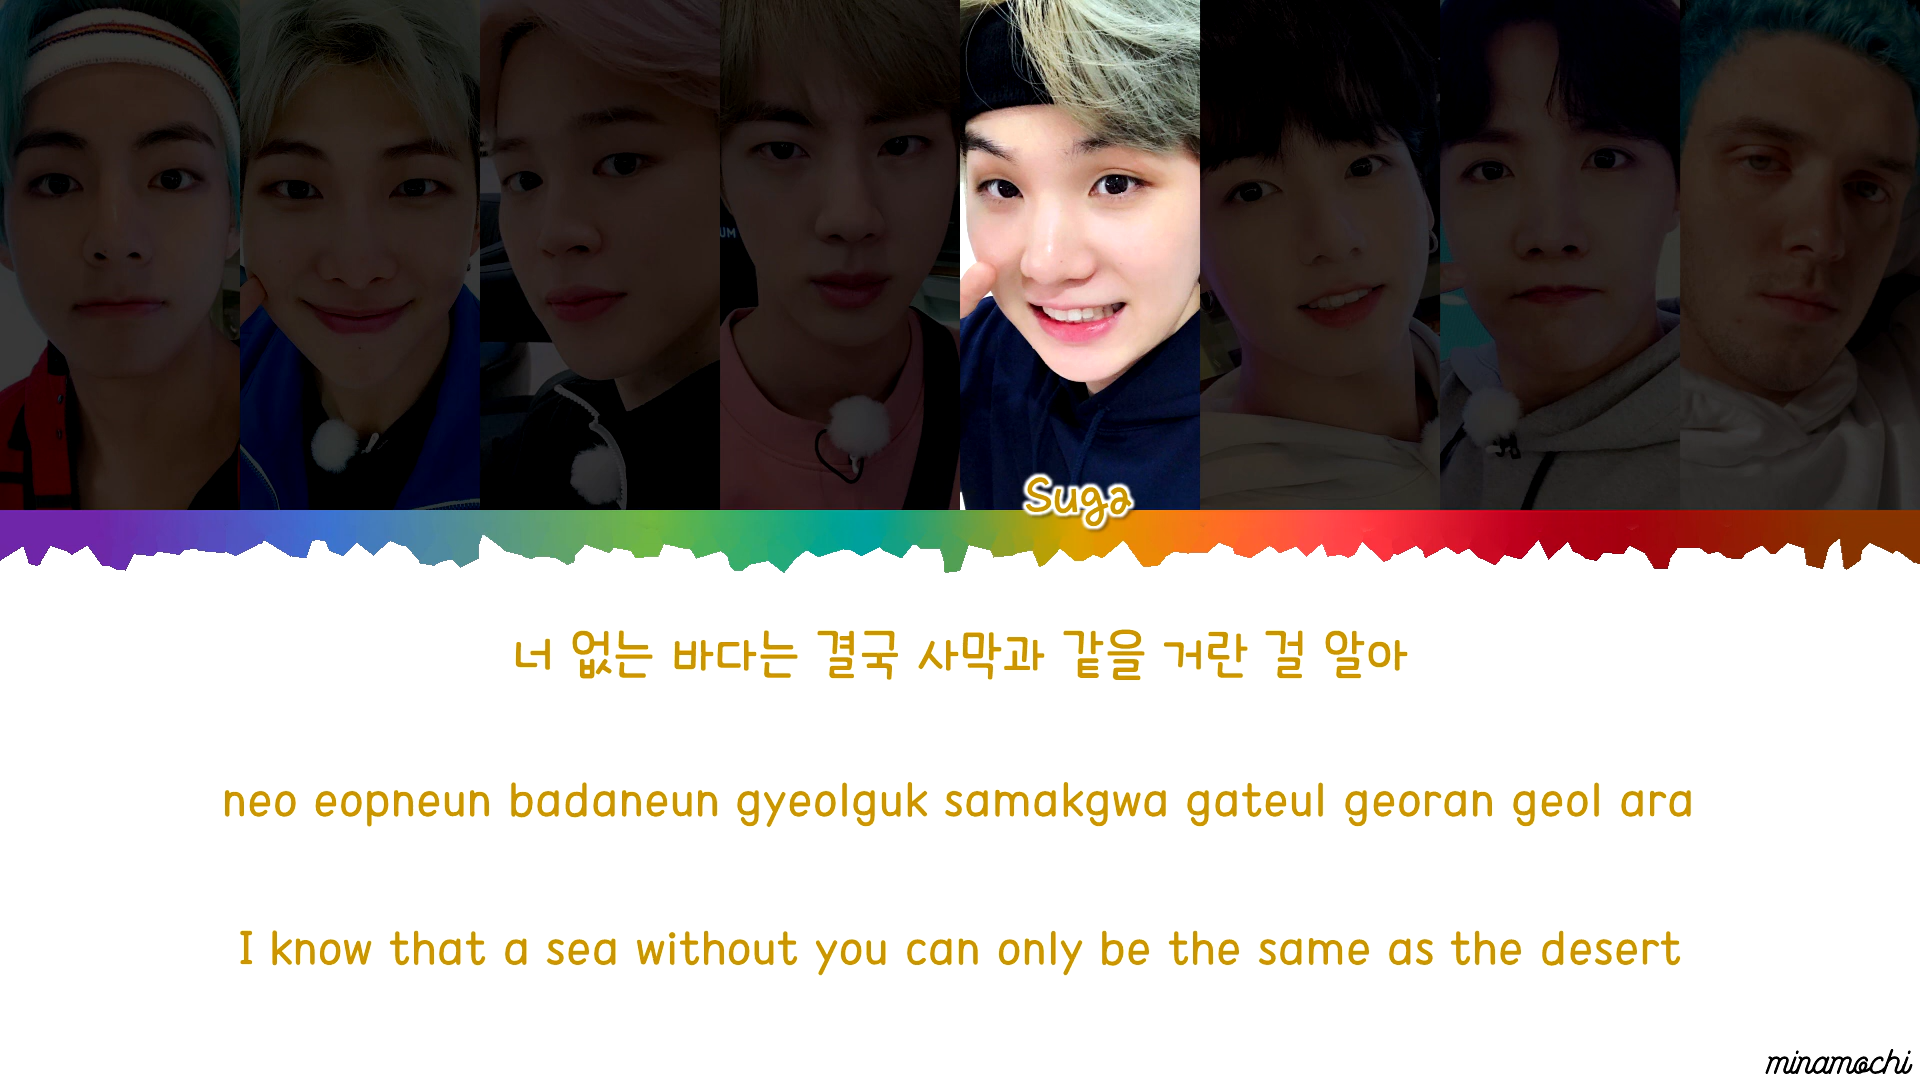 UM
Suga
너 없는 바다는 결국 사막과 같을 거란 걸 알아
neo eopneun badaneun gyeolguk samakgwa gateul georan geol ara
I know that a sea without you can only be the same as the desert
minamochi